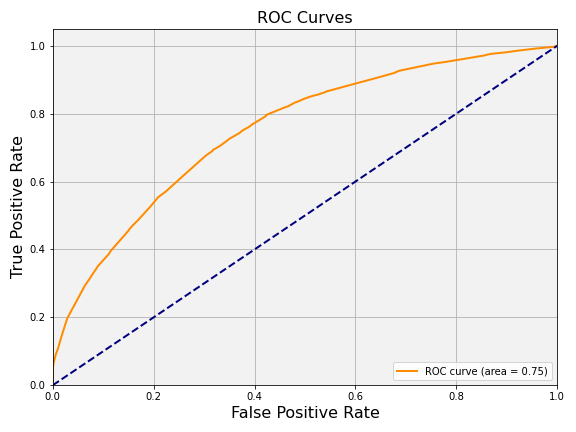 ROC Curves
True Positive Rate
1.0
0.8
0.6
0.4
0.2
0.0
ROC curve (area = 0.75)
0.0 0.2 0.4 0.6 0.8 1.0
False Positive Rate